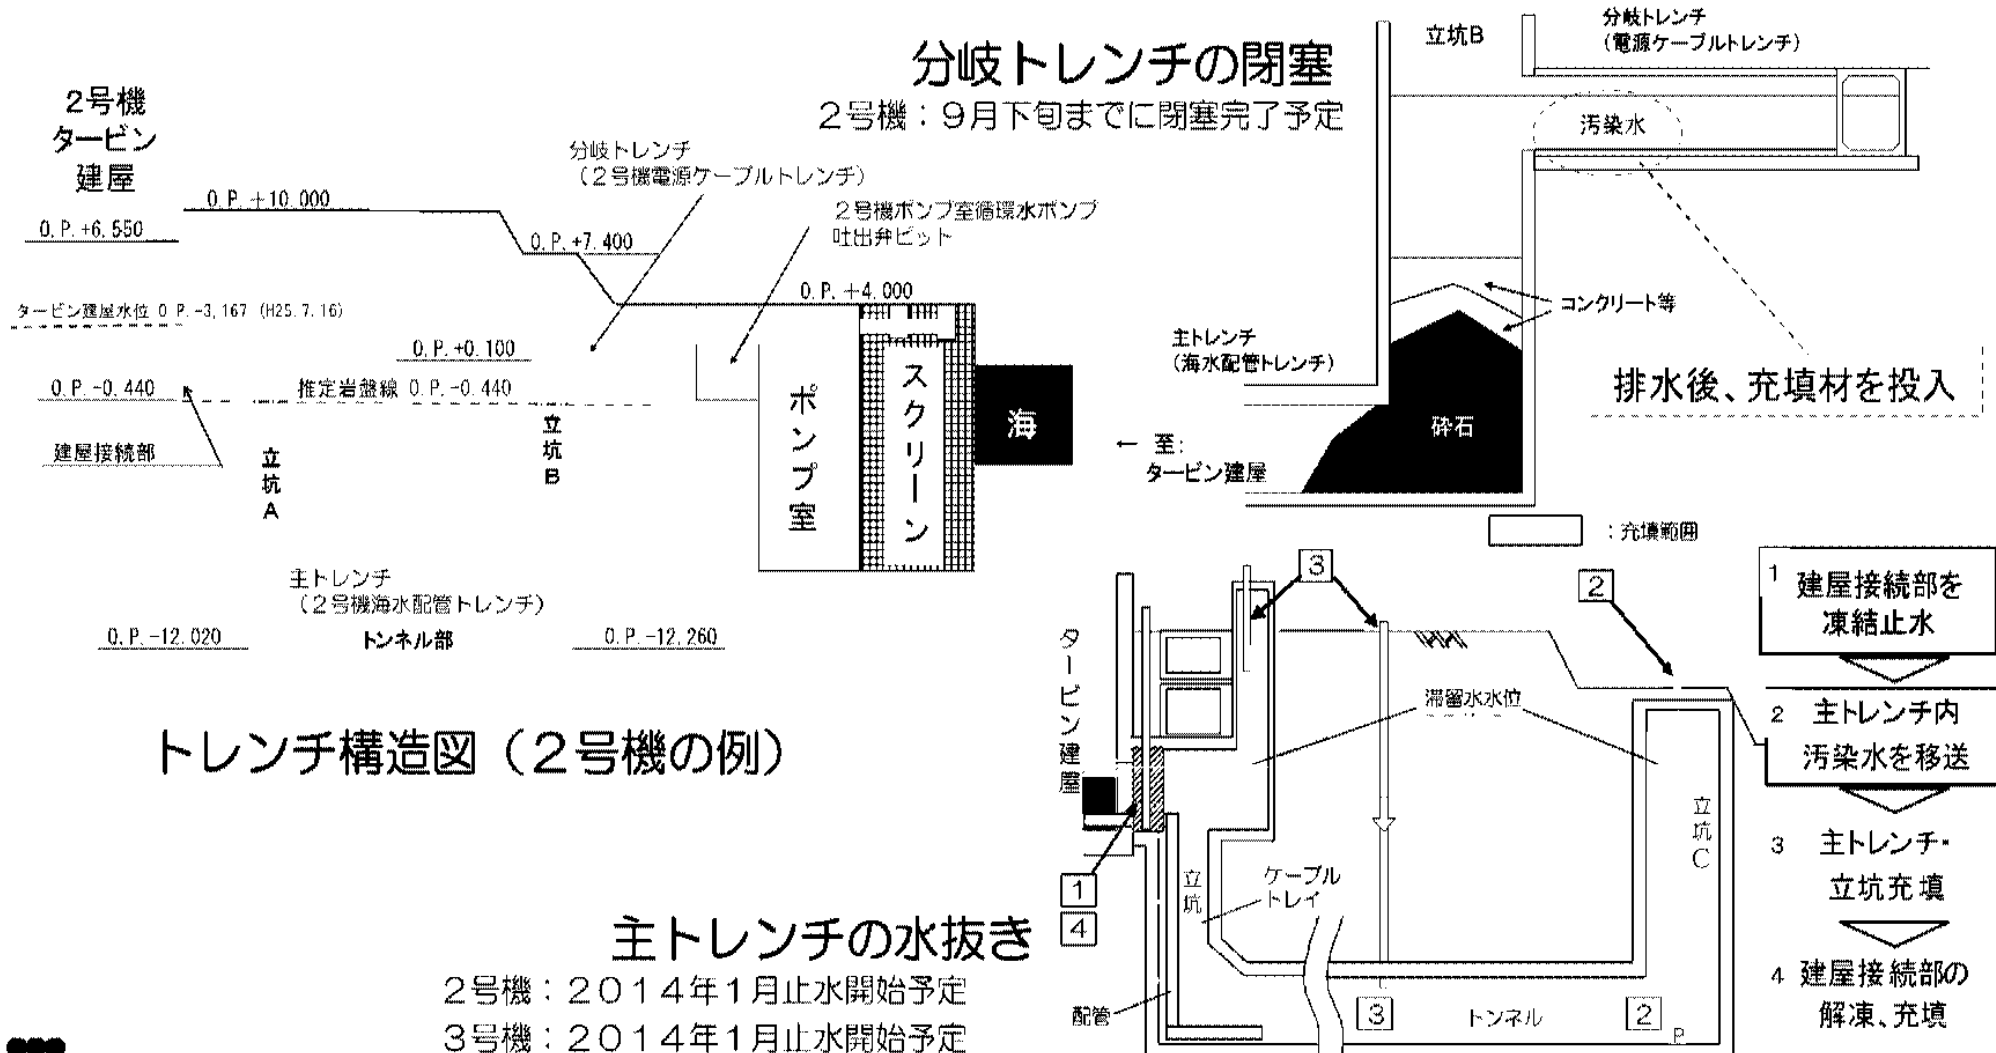 分岐トレンチの閉塞
2号機：9月下旬までに閉塞完了予定
2号機
タービン
建屋
O.P.+10.000
O.P.+6.550
O.P.+7.400
分岐トレンチ
（2号機電源ケーブルトレンチ）
2号機ポンプ室循環水ポンプ
吐出弁ピット
O.P.+4.000
タービン建屋水位 O.P.-3,167 (H25.7.16)
O.P.+0.100
O.P.-0.440
推定岩盤線 O.P.-0.440
建屋接続部
立坑A
立坑B
ポンプ室
スクリーン
海
主トレンチ
（2号機海水配管トレンチ）
O.P.-12.020
トンネル部
O.P.-12.260
トレンチ構造図（2号機の例）
立坑B
分岐トレンチ
（電源ケーブルトレンチ）
汚染水
コンクリート等
主トレンチ
（海水配管トレンチ）
排水後、充填材を投入
砕石
← 至:
タービン建屋
：充填範囲
主トレンチの水抜き
2号機：2014年1月止水開始予定
3号機：2014年1月止水開始予定
3
2
タービン建屋
滞留水水位
立坑C
立坑
ケーブル
トレイ
1
4
配管
3
トンネル
2
P
1 建屋接続部を
凍結止水
2 主トレンチ内
汚染水を移送
3 主トレンチ・
立坑充填
4 建屋接続部の
解凍、充填